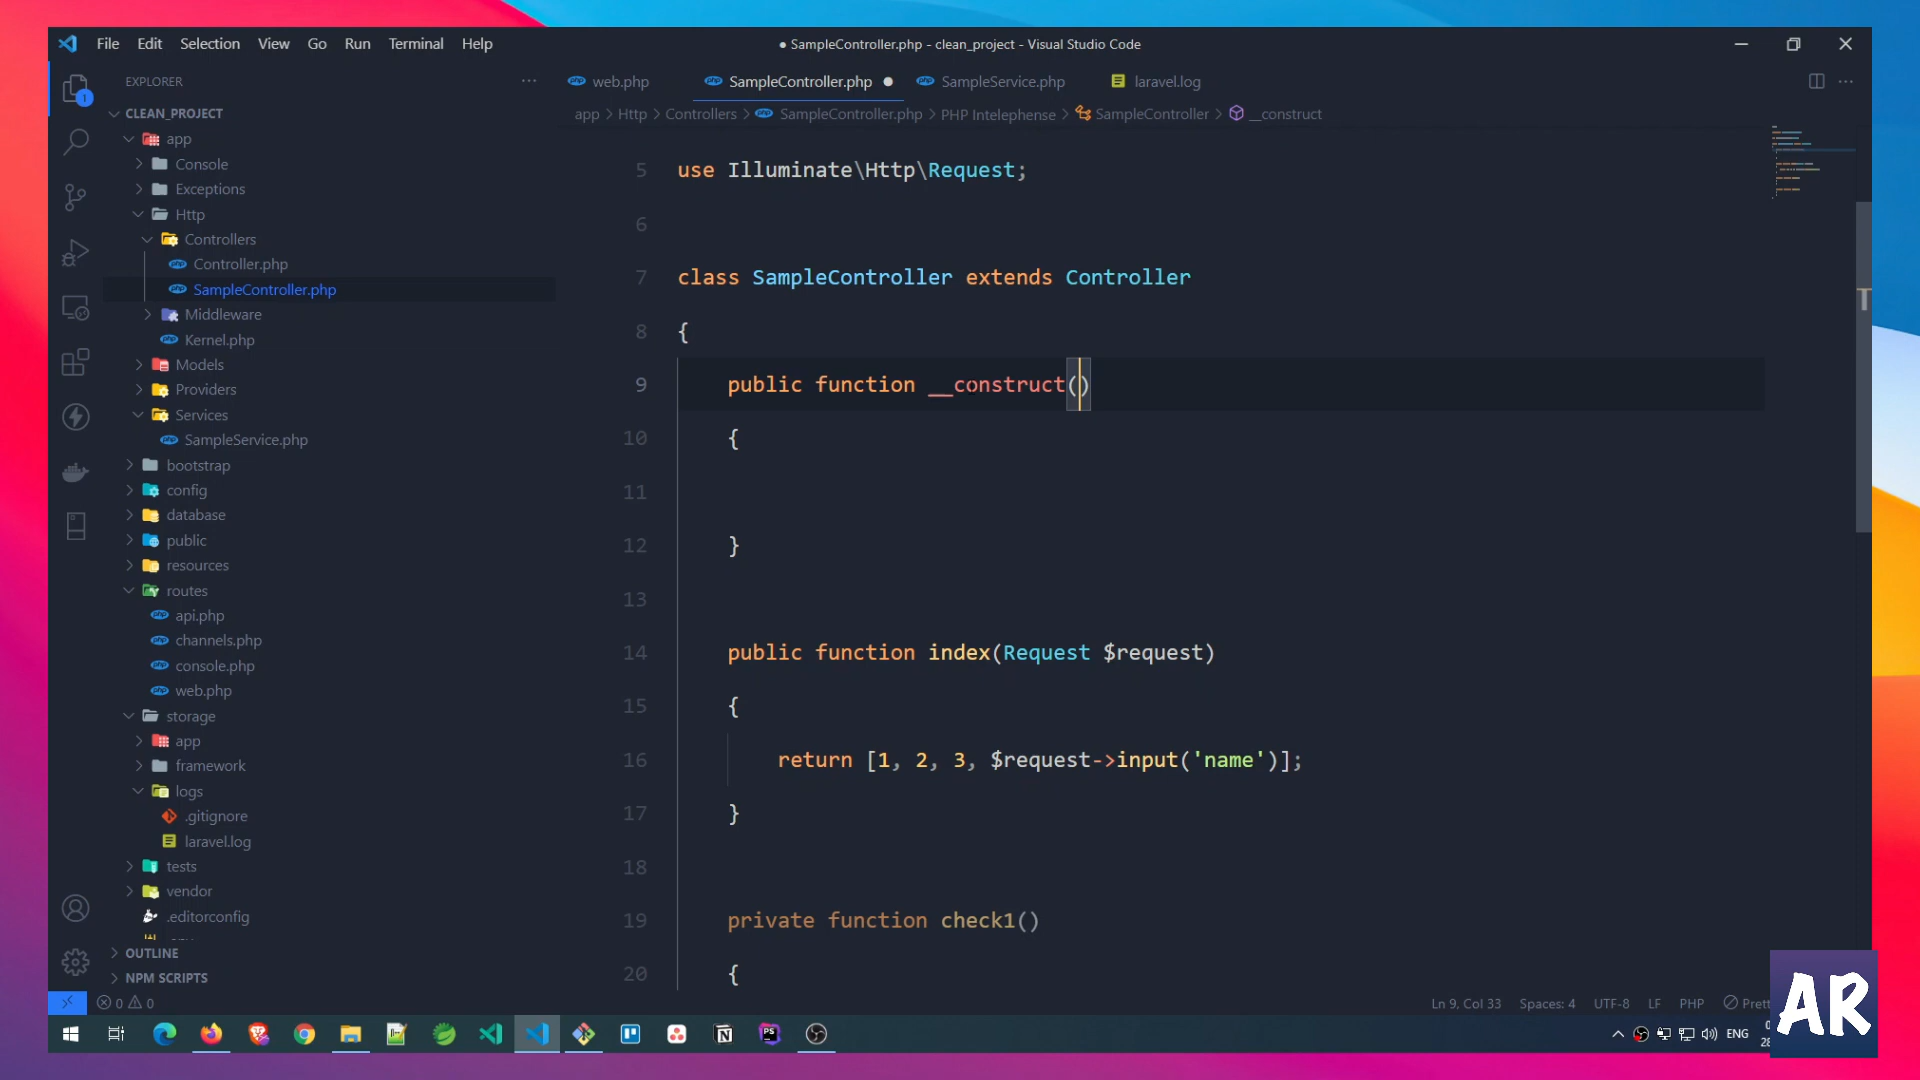 File Edit Selection View Go Run Terminal Help
● SampleController.php - clean_project - Visual Studio Code
EXPLORER
web.php
SampleController.php
SampleService.php
laravel.log
1
app > Http > Controllers > SampleController.php > PHP Intelephense > SampleController > __construct
CLEAN_PROJECT
app
Console
Exceptions
Http
Controllers
Controller.php
SampleController.php
Middleware
Kernel.php
Models
Providers
Services
SampleService.php
bootstrap
config
database
public
resources
routes
api.php
channels.php
console.php
web.php
storage
app
framework
logs
.gitignore
laravel.log
tests
vendor
.editorconfig
OUTLINE
NPM SCRIPTS
5 use Illuminate\Http\Request;
6
7 class SampleController extends Controller
8 {
9 public function __construct()
10 {
11
12 }
13
14 public function index(Request $request)
15 {
16 return [1, 2, 3, $request->input('name')];
17 }
18
19 private function check1()
20 {
0 0
Ln 9, Col 33 Spaces: 4 UTF-8 LF PHP Prett
ENG
AR